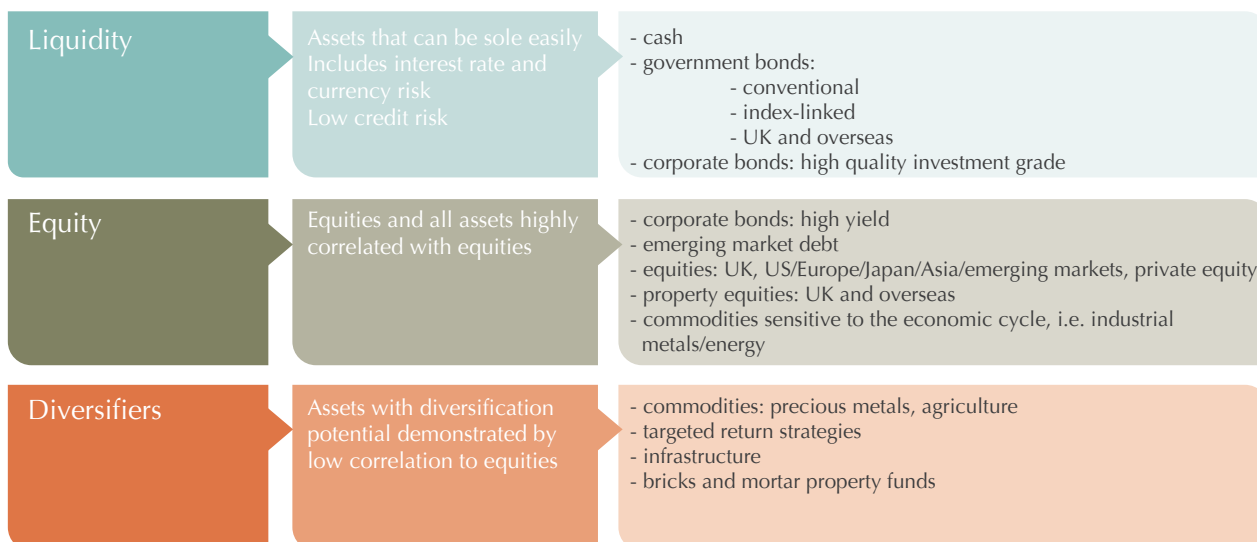 Liquidity
Assets that can be sole easily
Includes interest rate and
currency risk
Low credit risk
- cash
- government bonds:
- conventional
- index-linked
- UK and overseas
- corporate bonds: high quality investment grade
Equity
Equities and all assets highly
correlated with equities
- corporate bonds: high yield
- emerging market debt
- equities: UK, US/Europe/Japan/Asia/emerging markets, private equity
- property equities: UK and overseas
- commodities sensitive to the economic cycle, i.e. industrial
metals/energy
Diversifiers
Assets with diversification
potential demonstrated by
low correlation to equities
- commodities: precious metals, agriculture
- targeted return strategies
- infrastructure
- bricks and mortar property funds